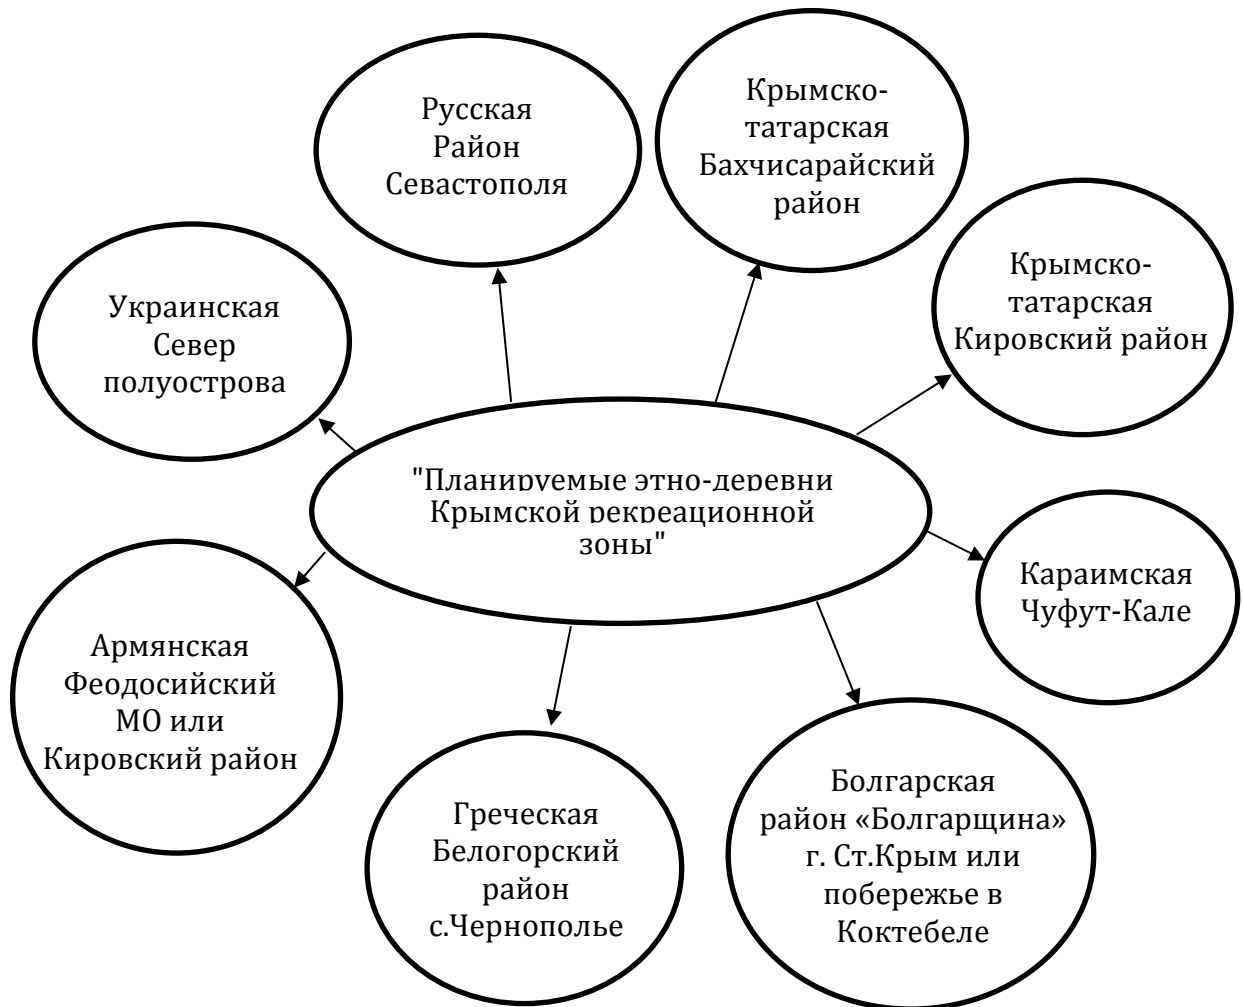 Русская
Район
Севастополя
Крымско-
татарская
Бахчисарайский
район
Крымско-
татарская
Кировский район
Украинская
Север
полуострова
"Планируемые этно-деревни
Крымской рекреационной
зоны"
Караимская
Чуфут-Кале
Армянская
Феодосийский
МО или
Кировский район
Греческая
Белогорский
район
с.Чернополье
Болгарская
район «Болгарщина»
г. Ст.Крым или
побережье в
Коктебеле